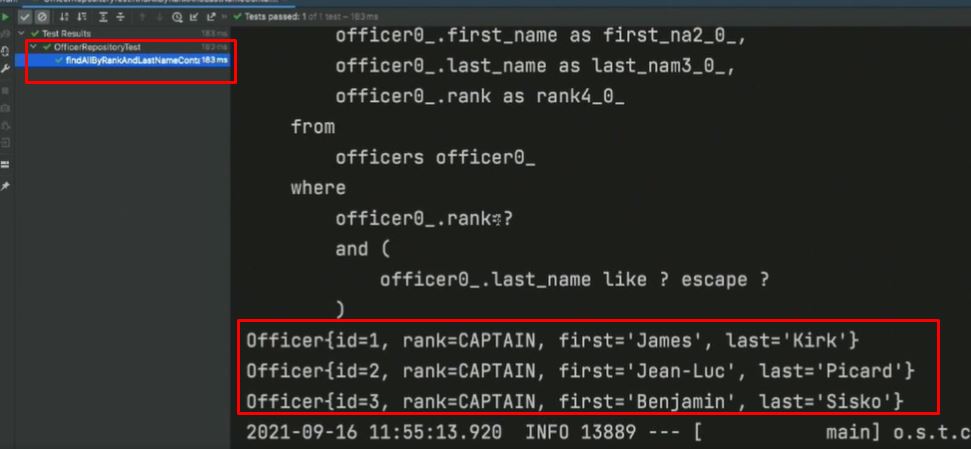 Tests passed: 1 of 1 test – 183 ms
Test Results 183 ms
OfficerRepositoryTest 183 ms
findAllByRankAndLastNameConta 183 ms
officer0_.first_name as first_na2_0_,
officer0_.last_name as last_nam3_0_,
officer0_.rank as rank4_0_
from
officers officer0_
where
officer0_.rank=?
and (
officer0_.last_name like ? escape ?
)
Officer{id=1, rank=CAPTAIN, first='James', last='Kirk'}
Officer{id=2, rank=CAPTAIN, first='Jean-Luc', last='Picard'}
Officer{id=3, rank=CAPTAIN, first='Benjamin', last='Sisko'}
2021-09-16 11:55:13.920 INFO 13889 --- [ main] o.s.t.c